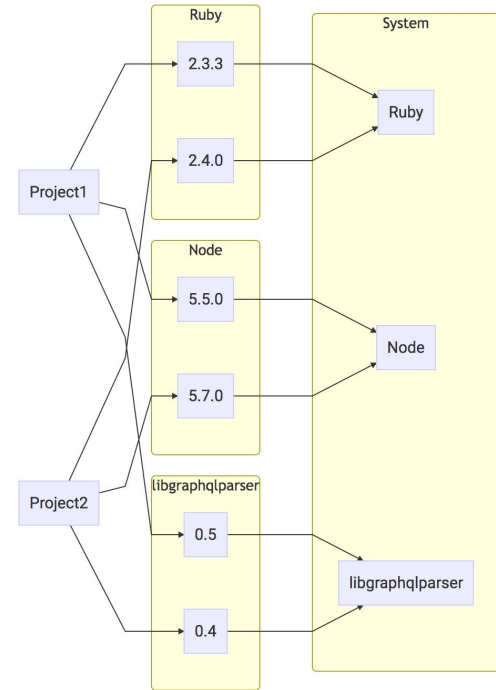 Ruby
System
2.3.3
Ruby
2.4.0
Project1
Node
5.5.0
Node
5.7.0
libgraphqlparser
Project2
0.5
libgraphqlparser
0.4